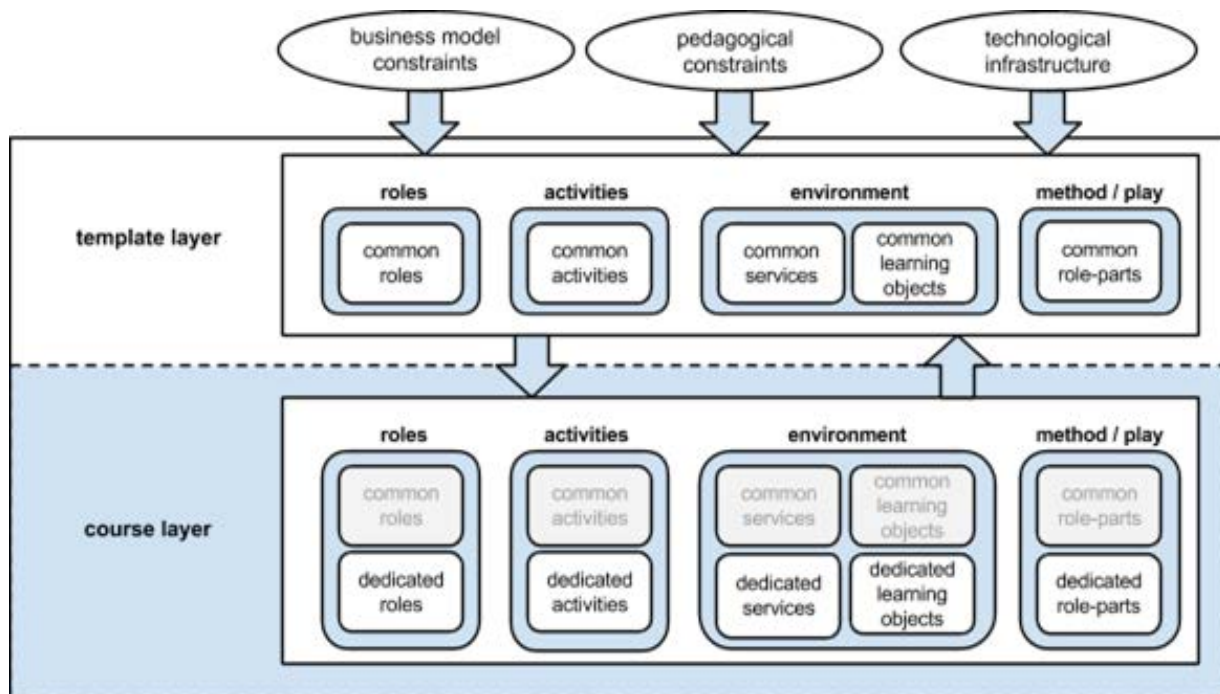 business model
constraints
pedagogical
constraints
technological
infrastructure
template layer
roles
activities
environment
method / play
common
roles
common
activities
common
services
common
learning
objects
common
role-parts
course layer
roles
activities
environment
method / play
common
roles
common
activities
common
services
common
learning
objects
common
role-parts
dedicated
roles
dedicated
activities
dedicated
services
dedicated
learning
objects
dedicated
role-parts